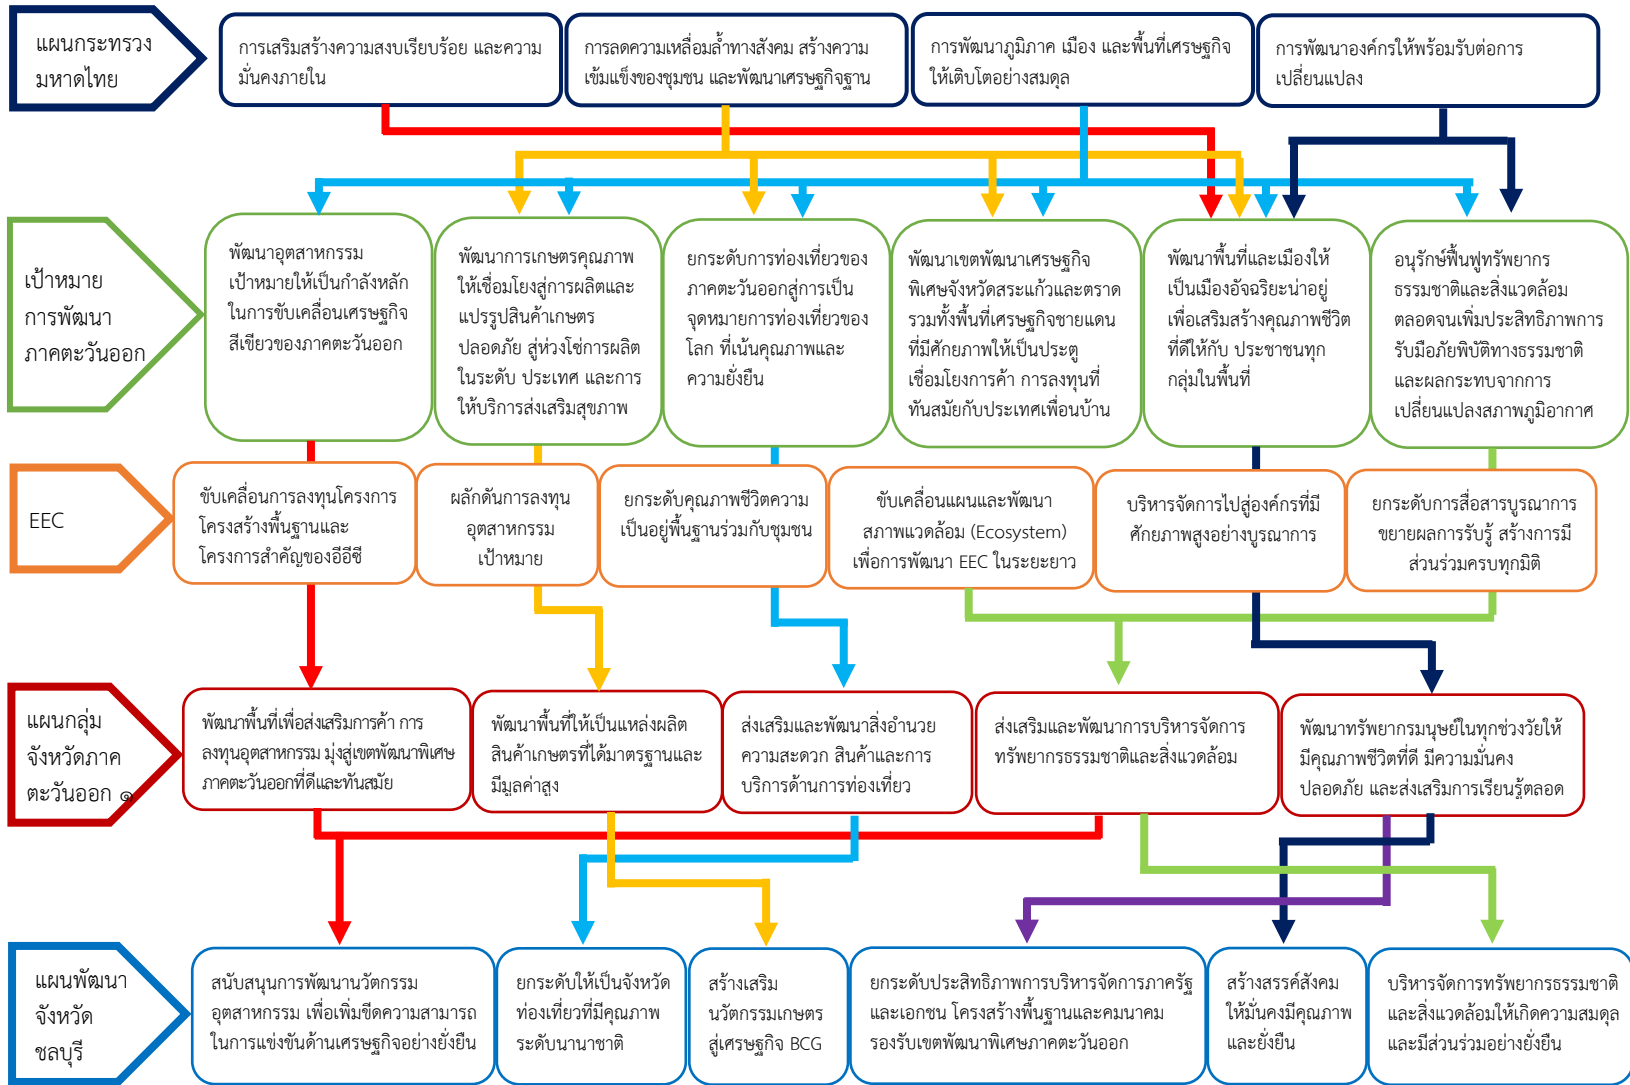 แผนกระทรวง
มหาดไทย
การเสริมสร้างความสงบเรียบร้อย และความ
มั่นคงภายใน
การลดความเหลื่อมล้ำทางสังคม สร้างความ
เข้มแข็งของชุมชน และพัฒนาเศรษฐกิจฐาน
การพัฒนาภูมิภาค เมือง และพื้นที่เศรษฐกิจ
ให้เติบโตอย่างสมดุล
การพัฒนาองค์กรให้พร้อมรับต่อการ
เปลี่ยนแปลง
เป้าหมาย
การพัฒนา
ภาคตะวันออก
พัฒนาอุตสาหกรรม
เป้าหมายให้เป็นกำลังหลัก
ในการขับเคลื่อนเศรษฐกิจ
สีเขียวของภาคตะวันออก
พัฒนาการเกษตรคุณภาพ
ให้เชื่อมโยงสู่การผลิตและ
แปรรูปสินค้าเกษตร
ปลอดภัย สู่ห่วงโซ่การผลิต
ในระดับ ประเทศ และการ
ให้บริการส่งเสริมสุขภาพ
ยกระดับการท่องเที่ยวของ
ภาคตะวันออกสู่การเป็น
จุดหมายการท่องเที่ยวของ
โลก ที่เน้นคุณภาพและ
ความยั่งยืน
พัฒนาเขตพัฒนาเศรษฐกิจ
พิเศษจังหวัดสระแก้วและตราด
รวมทั้งพื้นที่เศรษฐกิจชายแดน
ที่มีศักยภาพให้เป็นประตู
เชื่อมโยงการค้า การลงทุนที่
ทันสมัยกับประเทศเพื่อนบ้าน
พัฒนาพื้นที่และเมืองให้
เป็นเมืองอัจฉริยะน่าอยู่
เพื่อเสริมสร้างคุณภาพชีวิต
ที่ดีให้กับ ประชาชนทุก
กลุ่มในพื้นที่
อนุรักษ์ฟื้นฟูทรัพยากร
ธรรมชาติและสิ่งแวดล้อม
ตลอดจนเพิ่มประสิทธิภาพการ
รับมือภัยพิบัติทางธรรมชาติ
และผลกระทบจากการ
เปลี่ยนแปลงสภาพภูมิอากาศ
EEC
ขับเคลื่อนการลงทุนโครงการ
โครงสร้างพื้นฐานและ
โครงการสำคัญของอีอีซี
ผลักดันการลงทุน
อุตสาหกรรม
เป้าหมาย
ยกระดับคุณภาพชีวิตความ
เป็นอยู่พื้นฐานร่วมกับชุมชน
ขับเคลื่อนแผนและพัฒนา
สภาพแวดล้อม (Ecosystem)
เพื่อการพัฒนา EEC ในระยะยาว
บริหารจัดการไปสู่องค์กรที่มี
ศักยภาพสูงอย่างบูรณาการ
ยกระดับการสื่อสารบูรณาการ
ขยายผลการรับรู้ สร้างการมี
ส่วนร่วมครบทุกมิติ
แผนกลุ่ม
จังหวัดภาค
ตะวันออก ๑
พัฒนาพื้นที่เพื่อส่งเสริมการค้า การ
ลงทุนอุตสาหกรรม มุ่งสู่เขตพัฒนาพิเศษ
ภาคตะวันออกที่ดีและทันสมัย
พัฒนาพื้นที่ให้เป็นแหล่งผลิต
สินค้าเกษตรที่ได้มาตรฐานและ
มีมูลค่าสูง
ส่งเสริมและพัฒนาสิ่งอำนวย
ความสะดวก สินค้าและการ
บริการด้านการท่องเที่ยว
ส่งเสริมและพัฒนาการบริหารจัดการ
ทรัพยากรธรรมชาติและสิ่งแวดล้อม
พัฒนาทรัพยากรมนุษย์ในทุกช่วงวัยให้
มีคุณภาพชีวิตที่ดี มีความมั่นคง
ปลอดภัย และส่งเสริมการเรียนรู้ตลอด
แผนพัฒนา
จังหวัด
ชลบุรี
สนับสนุนการพัฒนานวัตกรรม
อุตสาหกรรม เพื่อเพิ่มขีดความสามารถ
ในการแข่งขันด้านเศรษฐกิจอย่างยั่งยืน
ยกระดับให้เป็นจังหวัด
ท่องเที่ยวที่มีคุณภาพ
ระดับนานาชาติ
สร้างเสริม
นวัตกรรมเกษตร
สู่เศรษฐกิจ BCG
ยกระดับประสิทธิภาพการบริหารจัดการภาครัฐ
และเอกชน โครงสร้างพื้นฐานและคมนาคม
รองรับเขตพัฒนาพิเศษภาคตะวันออก
สร้างสรรค์สังคม
ให้มั่นคงมีคุณภาพ
และยั่งยืน
บริหารจัดการทรัพยากรธรรมชาติ
และสิ่งแวดล้อมให้เกิดความสมดุล
และมีส่วนร่วมอย่างยั่งยืน